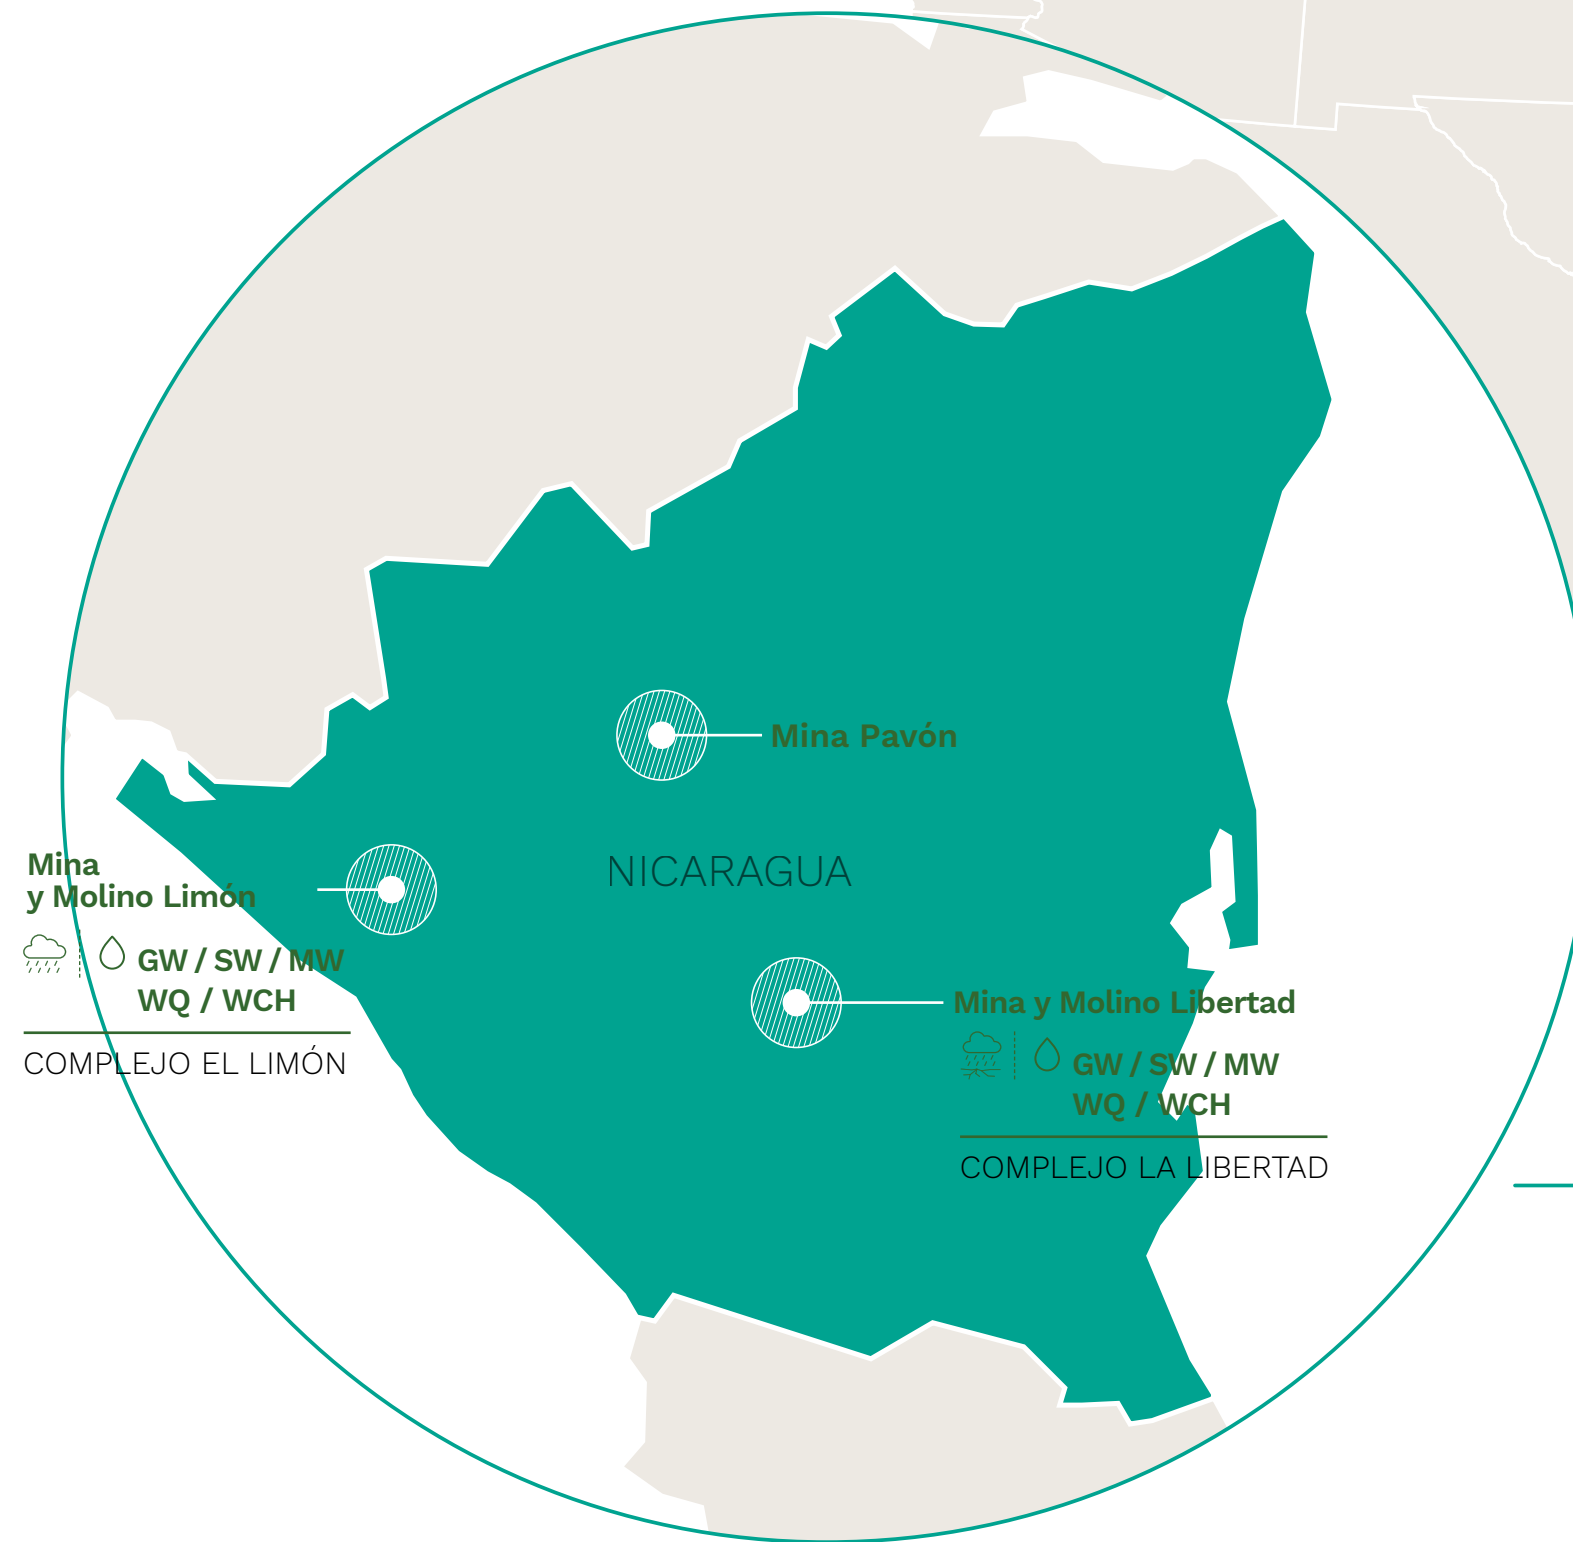 Mina Pavón
NICARAGUA
Mina
y Molino Limón
GW / SW / MW
WQ / WCH
COMPLEJO EL LIMÓN
Mina y Molino Libertad
GW / SW / MW
WQ / WCH
COMPLEJO LA LIBERTAD